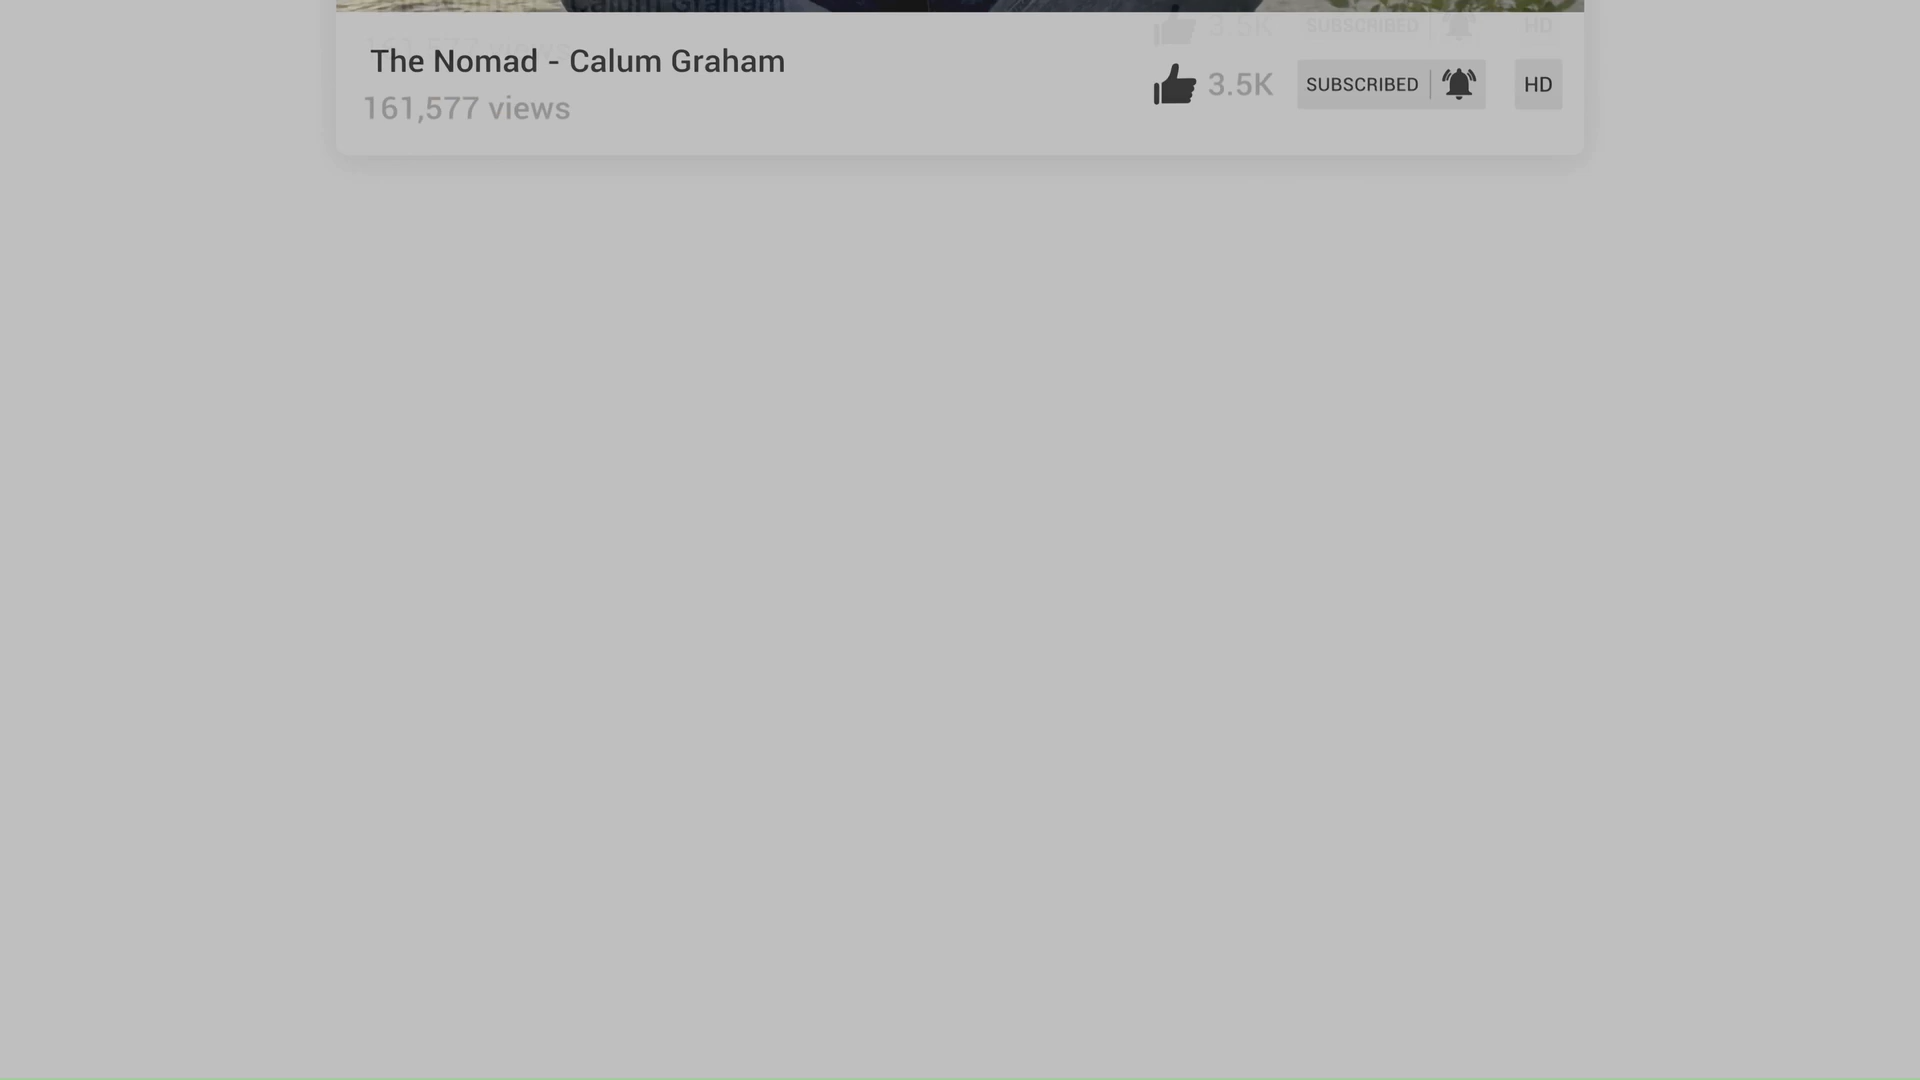 The Nomad - Calum Graham
161,577 views
3.5K
SUBSCRIBED
HD